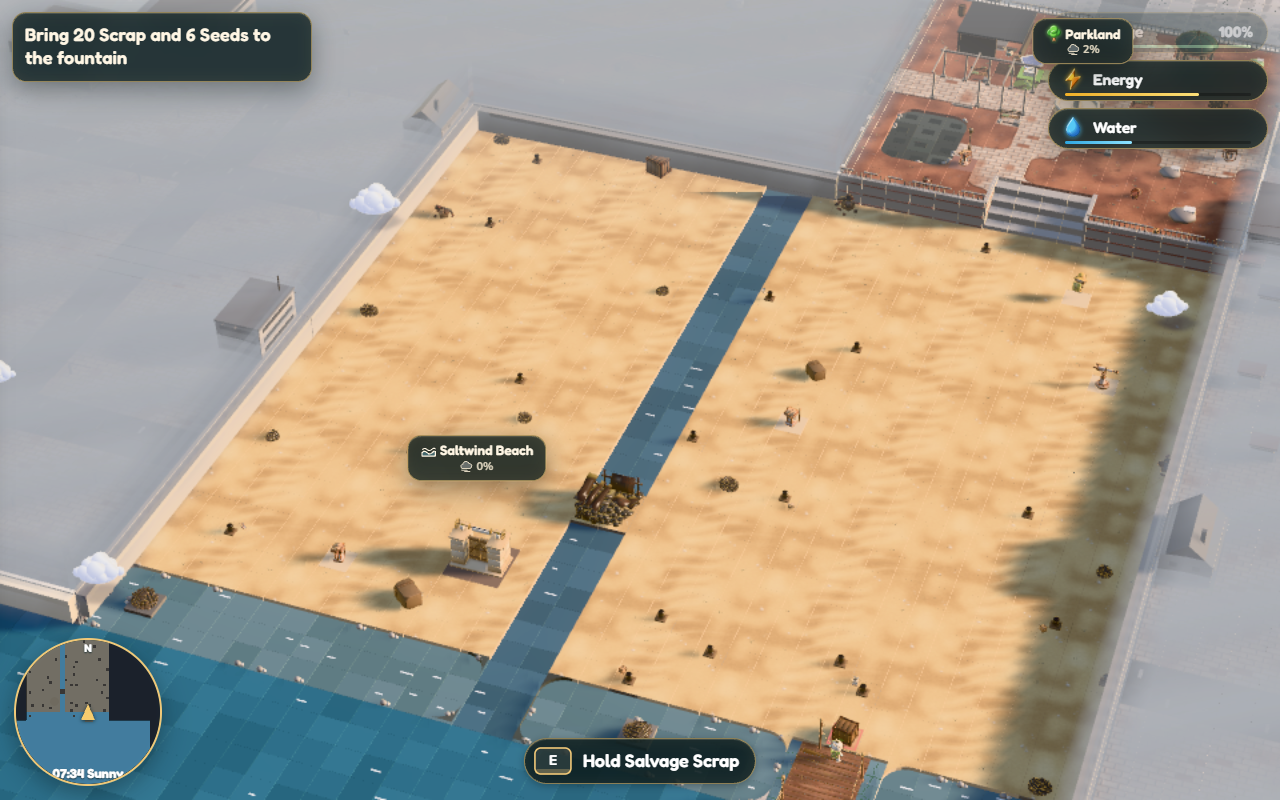 Bring 20 Scrap and 6 Seeds to
the fountain
Parkland
2%
100%
Energy
Water
Saltwind Beach
0%
N
07:34 Sunny
E Hold Salvage Scrap